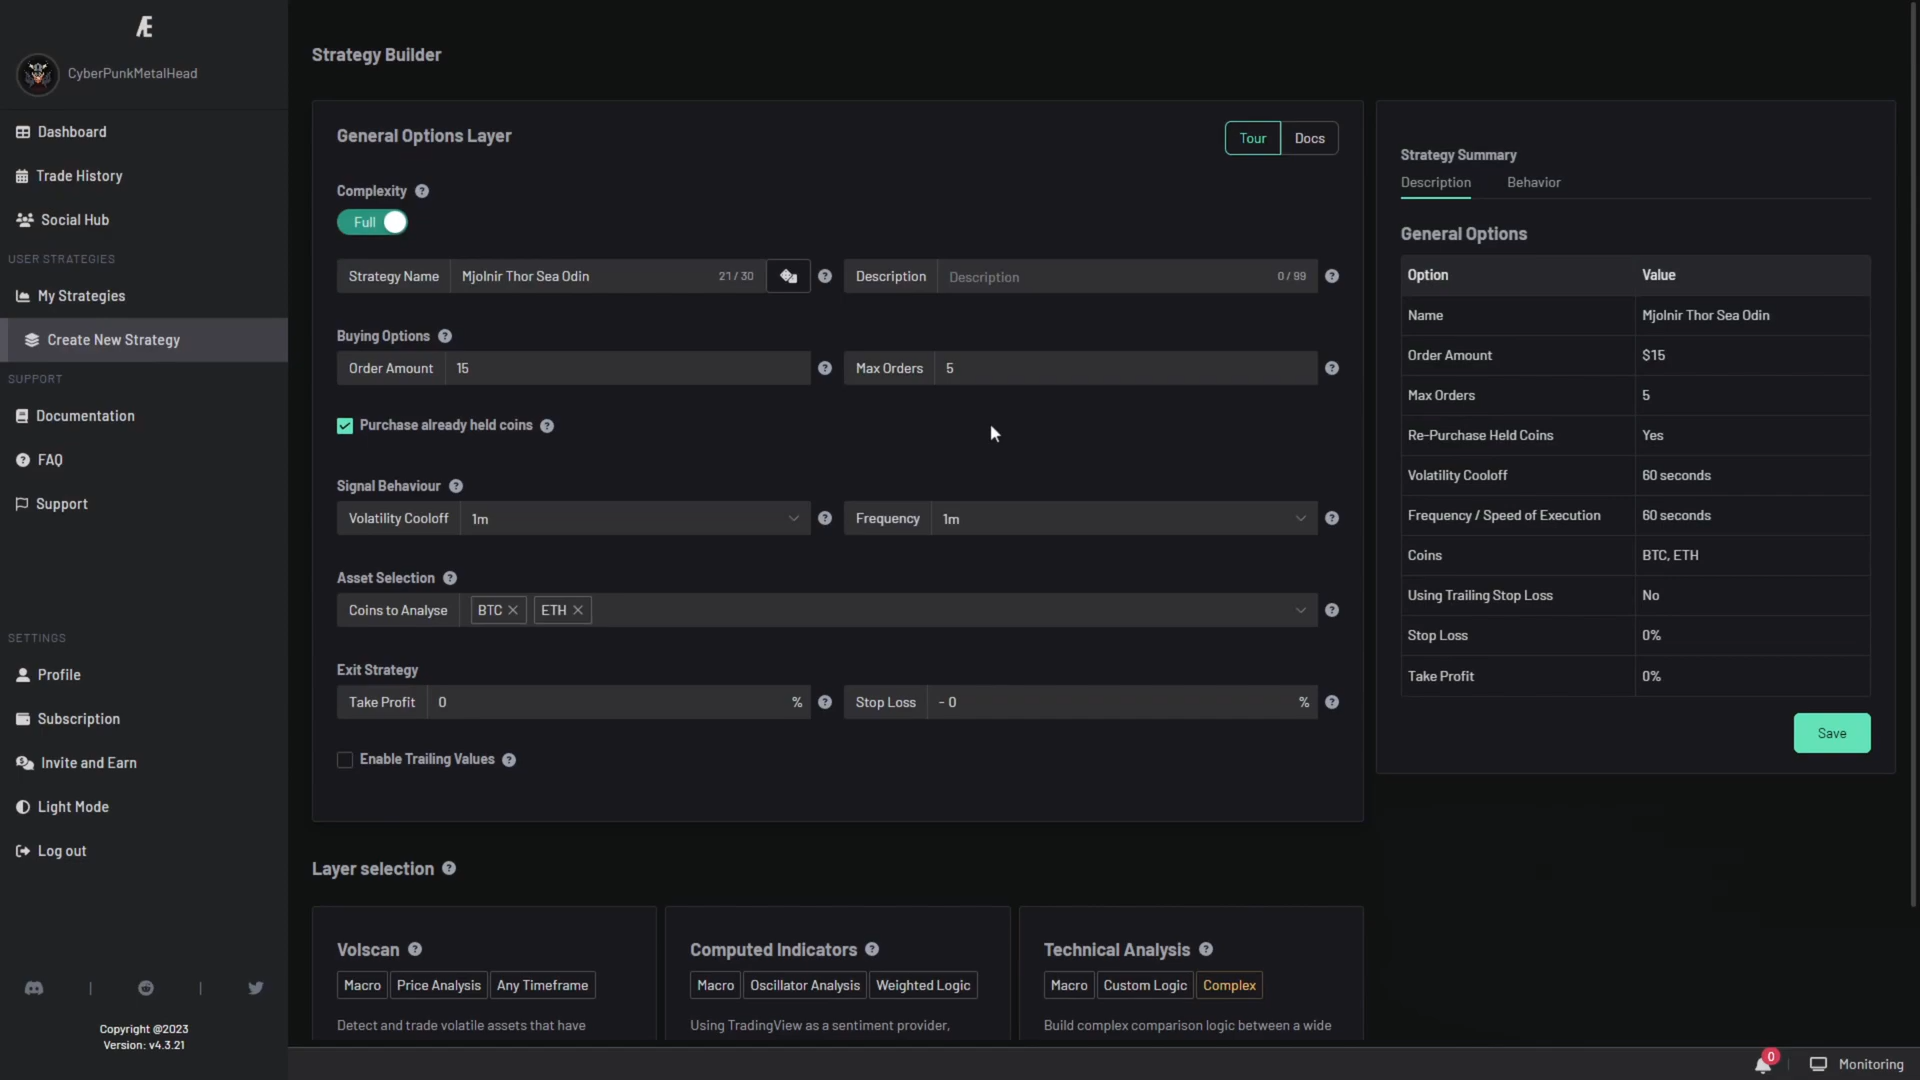 Æ
CyberPunkMetalHead
Dashboard
Trade History
Social Hub
USER STRATEGIES
My Strategies
Create New Strategy
SUPPORT
Documentation
FAQ
Support
SETTINGS
Profile
Subscription
Invite and Earn
Light Mode
Log out
Copyright @2023
Version: v4.3.21
Strategy Builder
General Options Layer
Tour
Docs
Complexity
Full
Strategy Name Mjolnir Thor Sea Odin 21 / 30
Description Description 0 / 99
Buying Options
Order Amount 15
Max Orders 5
Purchase already held coins
Signal Behaviour
Volatility Cooloff 1m
Frequency 1m
Asset Selection
Coins to Analyse BTC ETH
Exit Strategy
Take Profit 0 %
Stop Loss - 0 %
Enable Trailing Values
Layer selection
Volscan
Macro Price Analysis Any Timeframe
Detect and trade volatile assets that have
Computed Indicators
Macro Oscillator Analysis Weighted Logic
Using TradingView as a sentiment provider,
Technical Analysis
Macro Custom Logic Complex
Build complex comparison logic between a wide
Strategy Summary
Description Behavior
General Options
Option Value
Name Mjolnir Thor Sea Odin
Order Amount $15
Max Orders 5
Re-Purchase Held Coins Yes
Volatility Cooloff 60 seconds
Frequency / Speed of Execution 60 seconds
Coins BTC, ETH
Using Trailing Stop Loss No
Stop Loss 0%
Take Profit 0%
Save
0
Monitoring